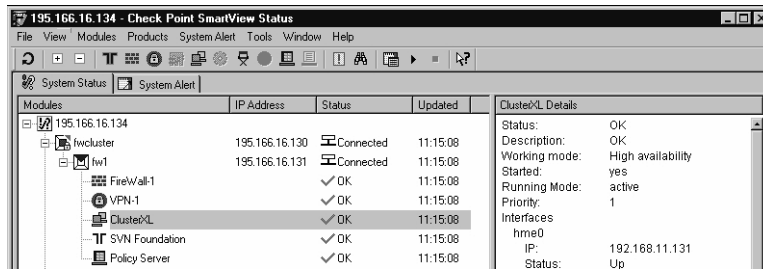 195.166.16.134 - Check Point SmartView Status
File View Modules Products System Alert Tools Window Help
System Status System Alert
Modules IP Address Status Updated ClusterXL Details
195.166.16.134 Status: OK
fwcluster 195.166.16.130 Connected 11:15:08 Description: OK
fw1 195.166.16.131 Connected 11:15:08 Working mode: High availability
FireWall-1 OK 11:15:08 Started: yes
VPN-1 OK 11:15:08 Running Mode: active
ClusterXL OK 11:15:08 Priority: 1
Interfaces
SVN Foundation OK 11:15:08 hme0
Policy Server OK 11:15:08 IP: 192.168.11.131
Status: Up